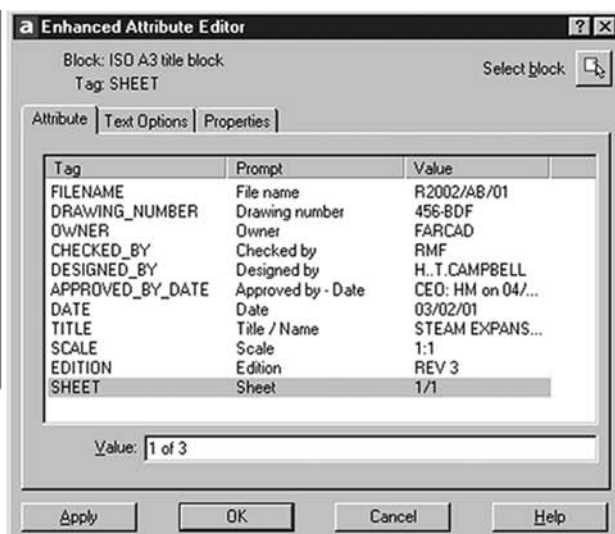 a Enhanced Attribute Editor ? X
Block: ISO A3 title block
Select block
Tag: SHEET
Attribute Text Options Properties
Tag Prompt Value
FILENAME File name R2002/AB/01
DRAWING_NUMBER Drawing number 456-BDF
OWNER Owner FARCAD
CHECKED_BY Checked by RMF
DESIGNED_BY Designed by H..T.CAMPBELL
APPROVED_BY_DATE Approved by - Date CEO: HM on 04/...
DATE Date 03/02/01
TITLE Title / Name STEAM EXPANS...
SCALE Scale 1:1
EDITION Edition REV 3
SHEET Sheet 1/1
Value: 1 of 3
Apply OK Cancel Help